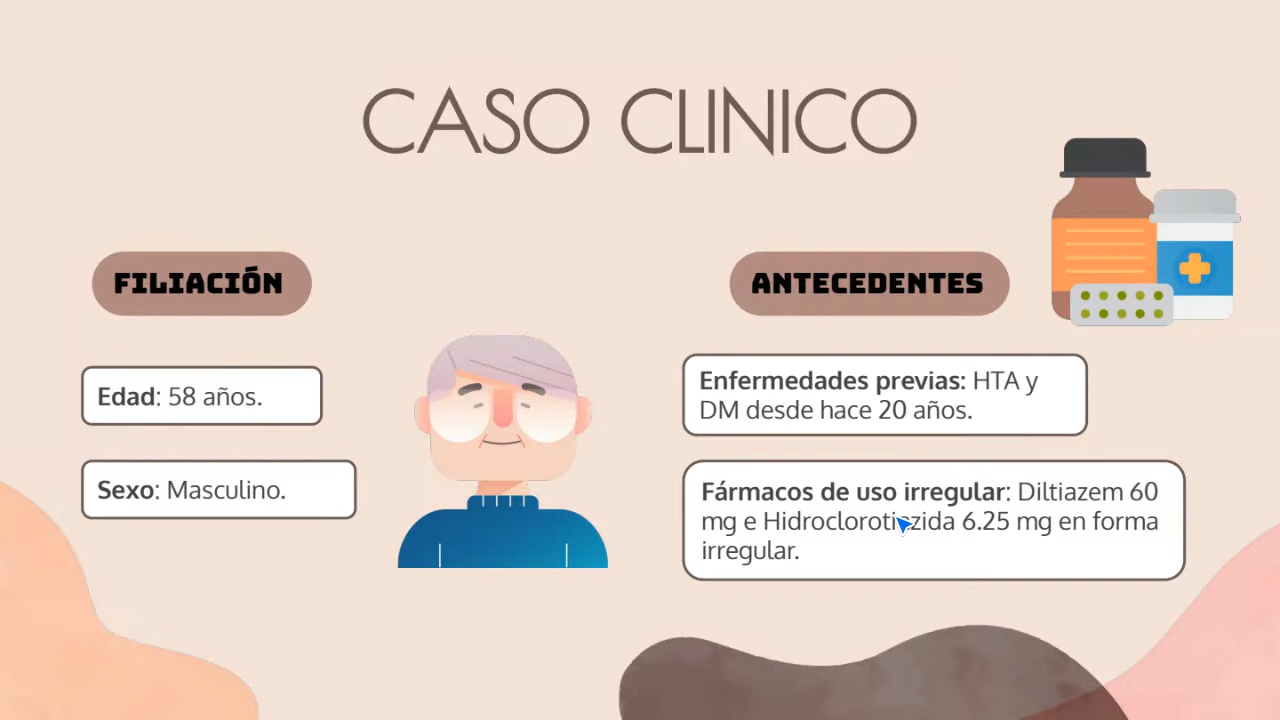 CASO CLINICO
FILIACIÓN
Edad: 58 años.
Sexo: Masculino.
ANTECEDENTES
Enfermedades previas: HTA y
DM desde hace 20 años.
Fármacos de uso irregular: Diltiazem 60
mg e Hidroclorotiazida 6.25 mg en forma
irregular.